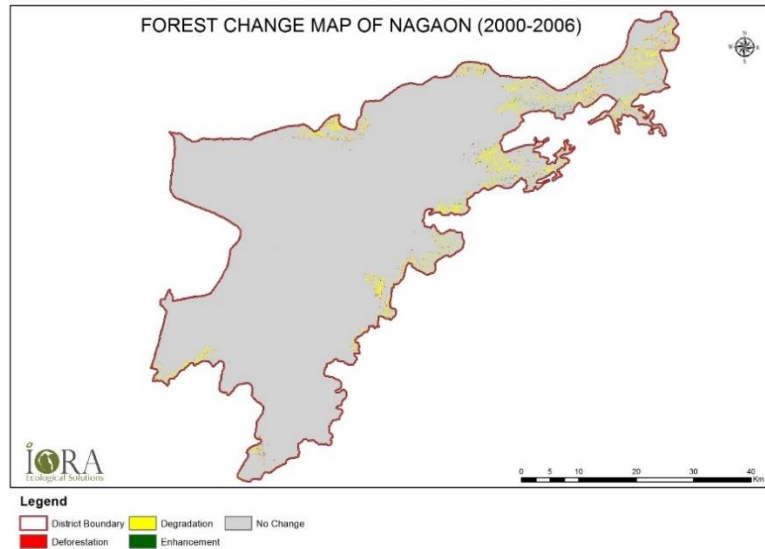 FOREST CHANGE MAP OF NAGAON (2000-2006)
N
W E
S
iORA
Ecological Solutions
0 5 10 20 30 40
Km
Legend
District Boundary Degradation No Change
Deforestation Enhancement